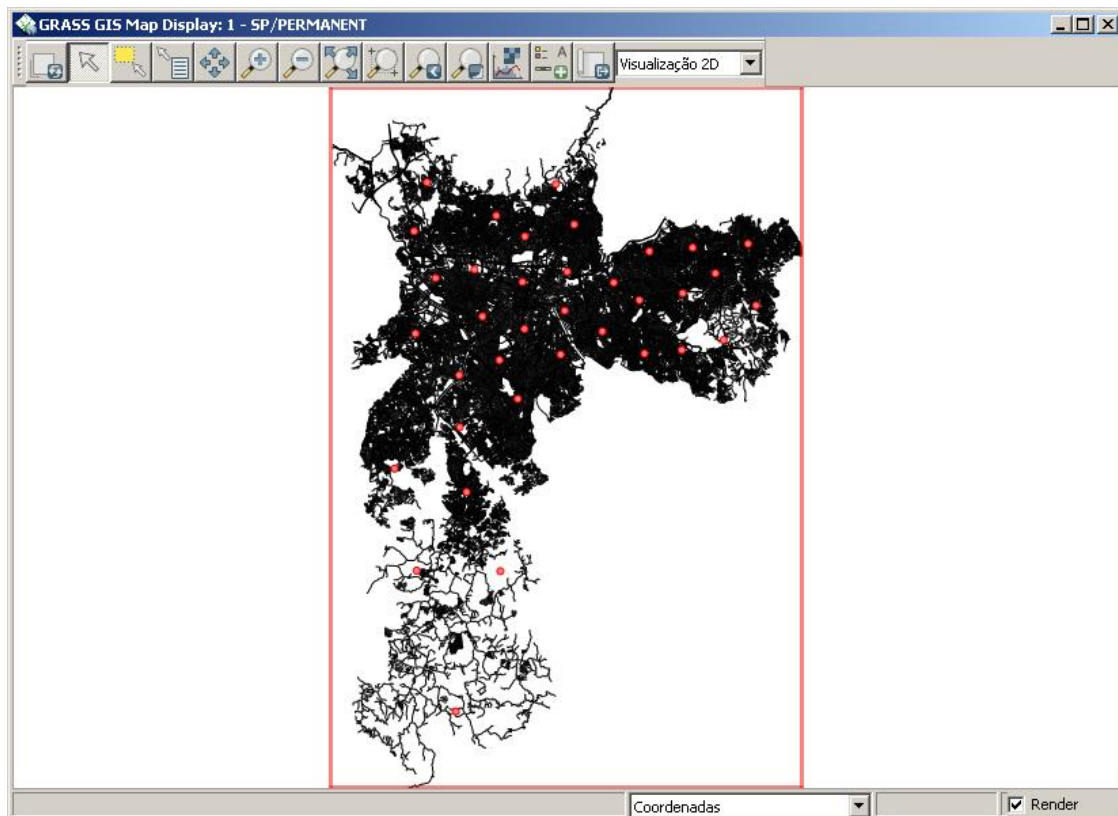 GRASS GIS Map Display: 1 - SP/PERMANENT
Visualização 2D
Coordenadas
Render